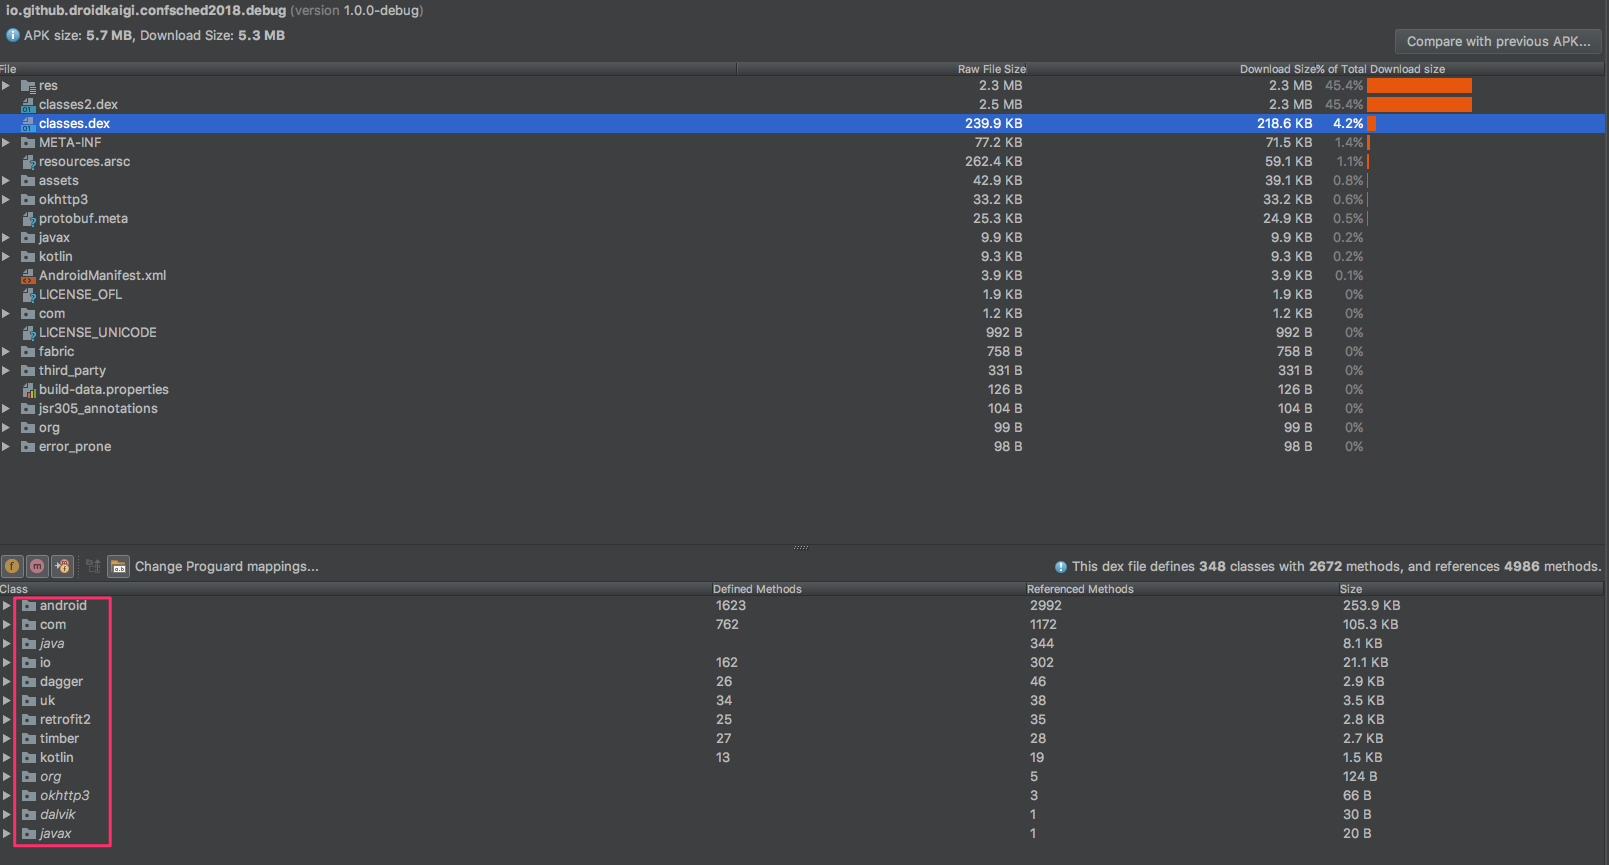 io.github.droidkaigi.confsched2018.debug (version 1.0.0-debug)
APK size: 5.7 MB, Download Size: 5.3 MB
Compare with previous APK...
File Raw File Size Download Size % of Total Download size
res 2.3 MB 2.3 MB 45.4%
classes2.dex 2.5 MB 2.3 MB 45.4%
classes.dex 239.9 KB 218.6 KB 4.2%
META-INF 77.2 KB 71.5 KB 1.4%
resources.arsc 262.4 KB 59.1 KB 1.1%
assets 42.9 KB 39.1 KB 0.8%
okhttp3 33.2 KB 33.2 KB 0.6%
protobuf.meta 25.3 KB 24.9 KB 0.5%
javax 9.9 KB 9.9 KB 0.2%
kotlin 9.3 KB 9.3 KB 0.2%
AndroidManifest.xml 3.9 KB 3.9 KB 0.1%
LICENSE_OFL 1.9 KB 1.9 KB 0%
com 1.2 KB 1.2 KB 0%
LICENSE_UNICODE 992 B 992 B 0%
fabric 758 B 758 B 0%
third_party 331 B 331 B 0%
build-data.properties 126 B 126 B 0%
jsr305_annotations 104 B 104 B 0%
org 99 B 99 B 0%
error_prone 98 B 98 B 0%
Change Proguard mappings... This dex file defines 348 classes with 2672 methods, and references 4986 methods.
Class Defined Methods Referenced Methods Size
android 1623 2992 253.9 KB
com 762 1172 105.3 KB
java 344 8.1 KB
io 162 302 21.1 KB
dagger 26 46 2.9 KB
uk 34 38 3.5 KB
retrofit2 25 35 2.8 KB
timber 27 28 2.7 KB
kotlin 13 19 1.5 KB
org 5 124 B
okhttp3 3 66 B
dalvik 1 30 B
javax 1 20 B